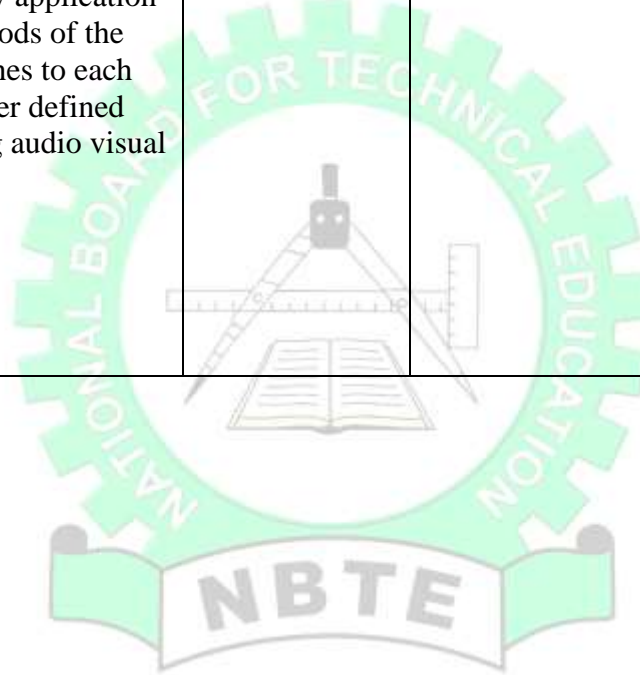 y application
ods of the
nes to each
er defined
g audio visual
NATIONAL BOARD FOR TECHNICAL EDUCATION
NBTE